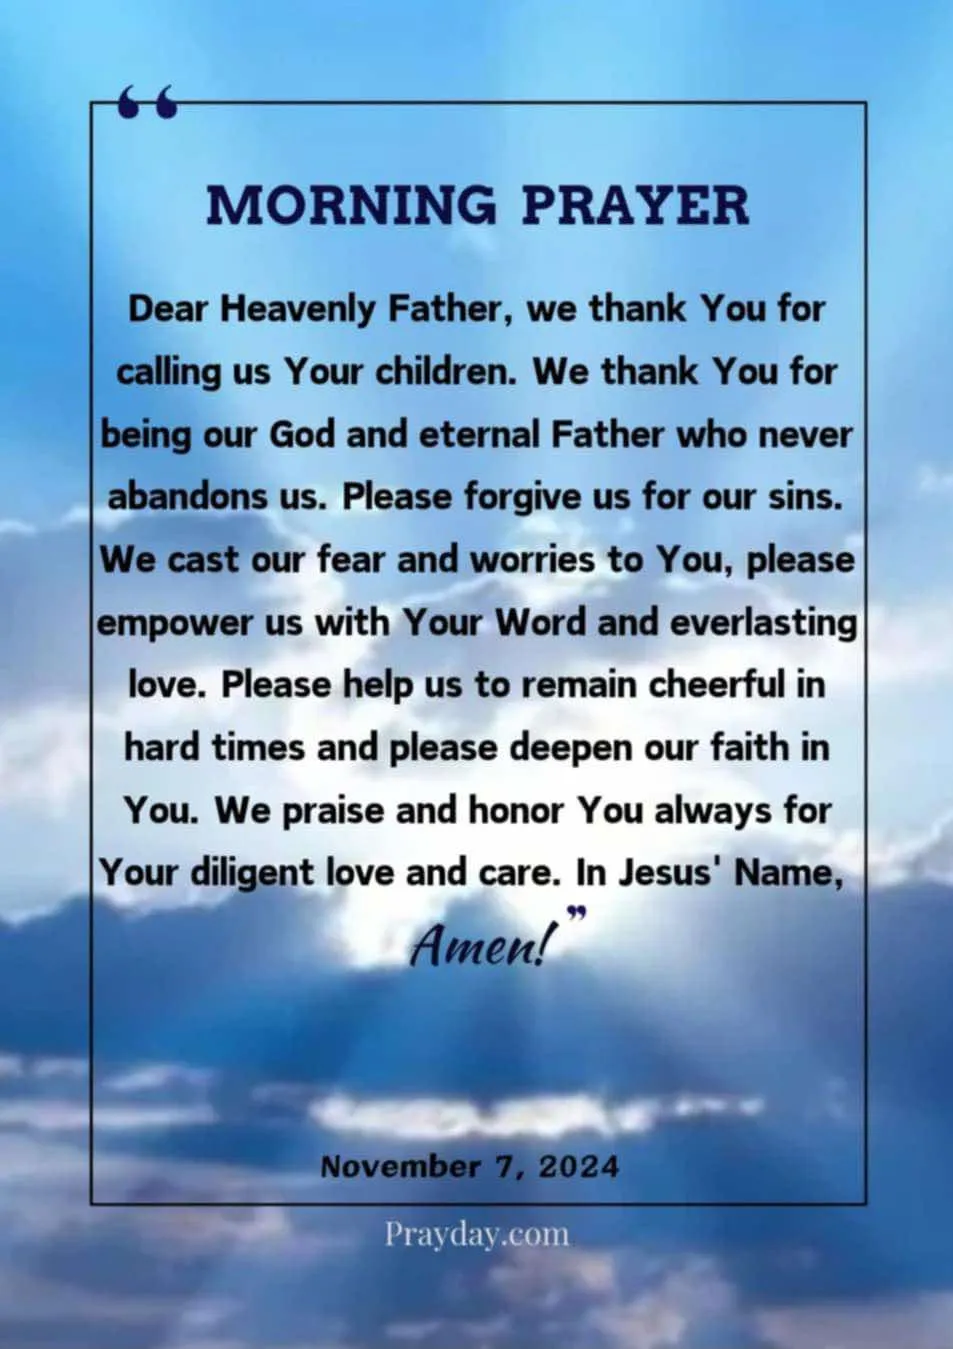 “
MORNING PRAYER
Dear Heavenly Father, we thank You for
calling us Your children. We thank You for
being our God and eternal Father who never
abandons us. Please forgive us for our sins.
We cast our fear and worries to You, please
empower us with Your Word and everlasting
love. Please help us to remain cheerful in
hard times and please deepen our faith in
You. We praise and honor You always for
Your diligent love and care. In Jesus' Name,
Amen!”
November 7, 2024
Prayday.com